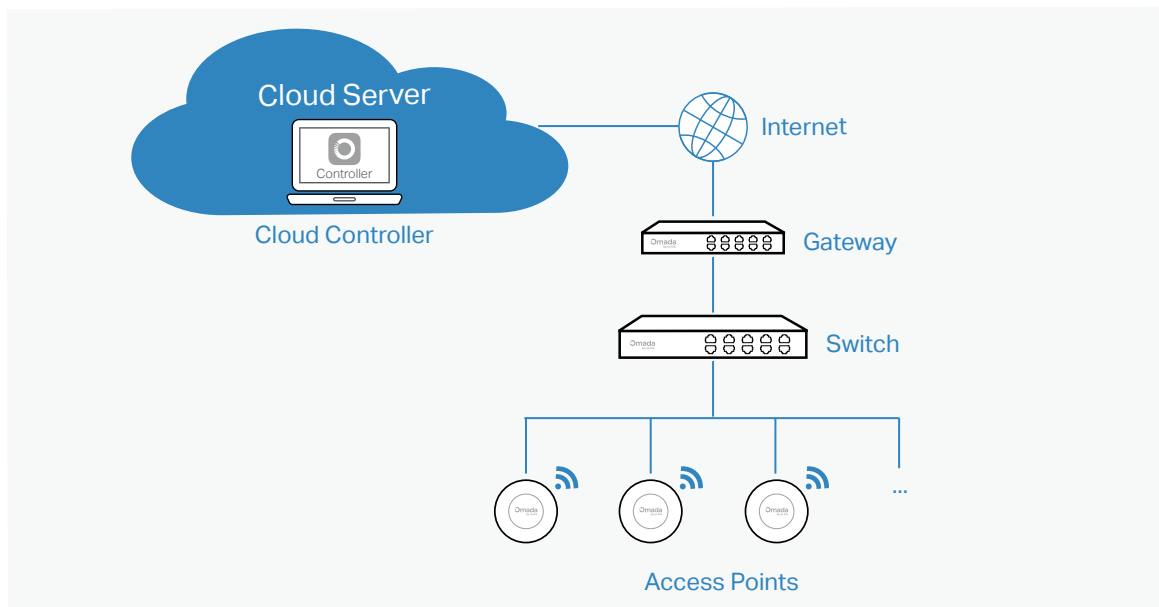 Cloud Server
Controller
Cloud Controller
Internet
Omada
Gateway
Omada
Switch
...
Omada
Omada
Omada
Access Points